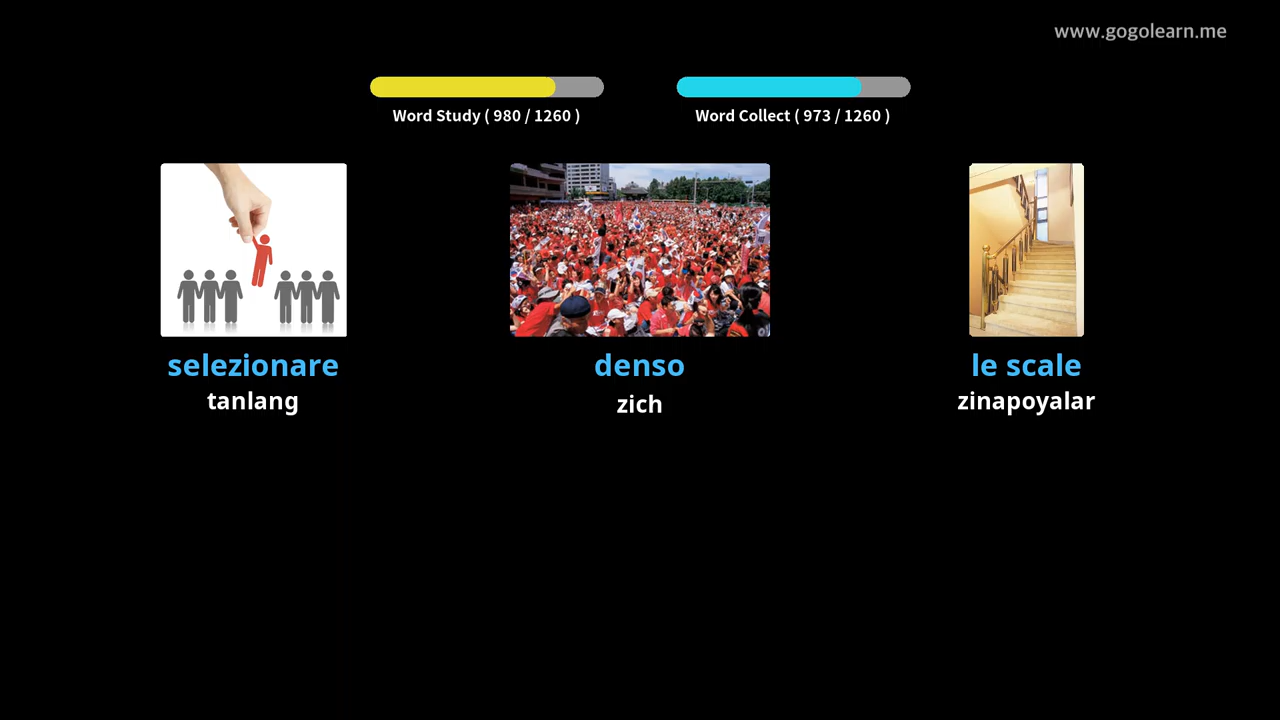 www.gogolearn.me
Word Study ( 980 / 1260 )
Word Collect ( 973 / 1260 )
selezionare
tanlang
denso
zich
le scale
zinapoyalar